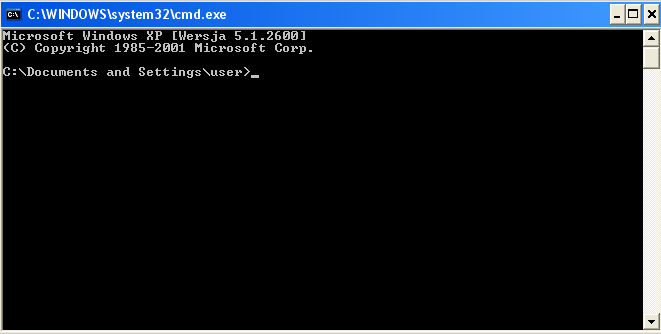 C:\WINDOWS\system32\cmd.exe
Microsoft Windows XP [Wersja 5.1.2600]
(C) Copyright 1985-2001 Microsoft Corp.
C:\Documents and Settings\user>_